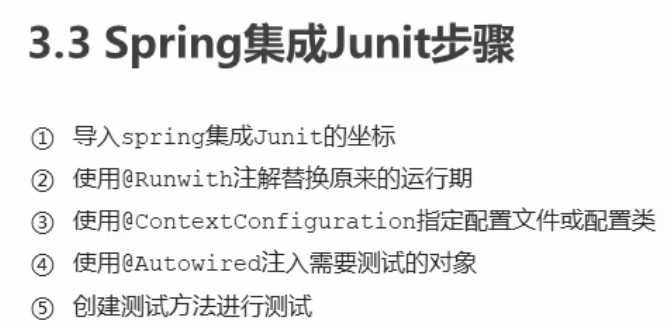 3.3 Spring集成Junit步骤
① 导入spring集成Junit的坐标
② 使用@Runwith注解替换原来的运行期
③ 使用@ContextConfiguration指定配置文件或配置类
④ 使用@Autowired注入需要测试的对象
⑤ 创建测试方法进行测试